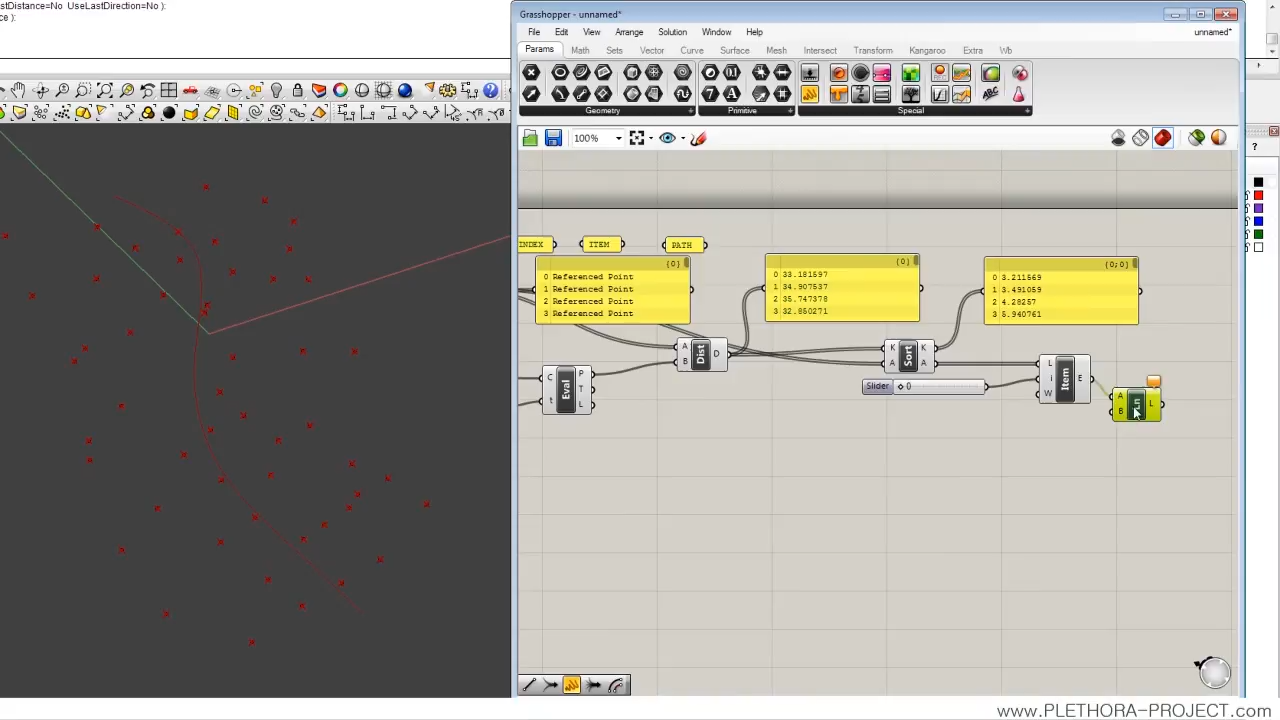 astDistance=No UseLastDirection=No ):
ce ):
Grasshopper - unnamed*
File Edit View Arrange Solution Window Help
unnamed*
Params Math Sets Vector Curve Surface Mesh Intersect Transform Kangaroo Extra Wb
Geometry
Primitive
Special
100%
?
INDEX
ITEM
PATH
{0}
0 Referenced Point
1 Referenced Point
2 Referenced Point
3 Referenced Point
{0}
0 33.181597
1 34.907537
2 35.747378
3 32.850271
{0;0}
0 3.211569
1 3.491059
2 4.28257
3 5.940761
A
B
Dist
D
K
A
Sort
K
A
C
t
Eval
P
T
L
Slider
0
L
i
W
Item
E
A
B
Ln
L
www.PLETHORA-PROJECT.com